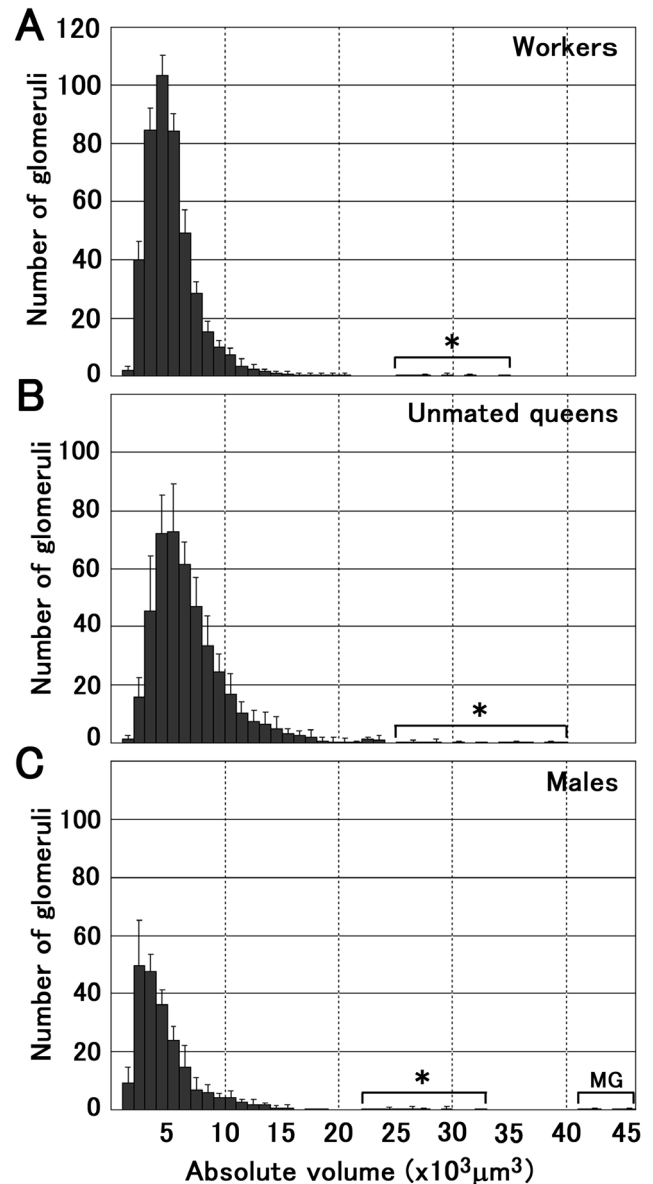 A
120
100
80
60
40
20
0
Number of glomeruli
Workers
*
B
100
80
60
40
20
0
Number of glomeruli
Unmated queens
*
C
100
80
60
40
20
0
Number of glomeruli
Males
*
MG
5 10 15 20 25 30 35 40 45
Absolute volume (x10³μm³)